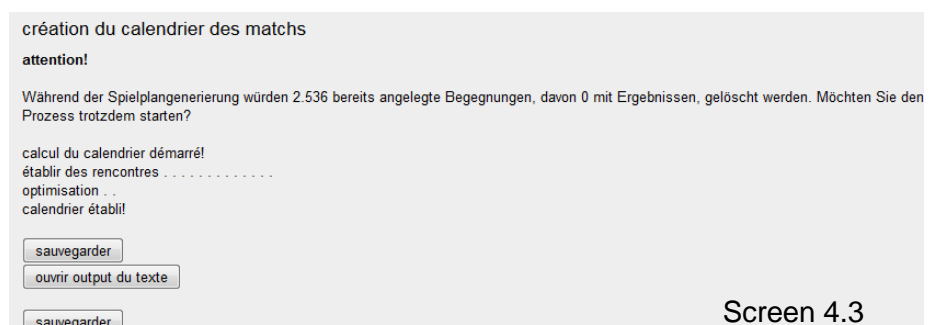 création du calendrier des matchs
attention!
Während der Spielplangenerierung würden 2.536 bereits angelegte Begegnungen, davon 0 mit Ergebnissen, gelöscht werden. Möchten Sie den
Prozess trotzdem starten?
calcul du calendrier démarré!
établir des rencontres . . . . . . . . . . . . .
optimisation . .
calendrier établi!
sauvegarder
ouvrir output du texte
sauvegarder
Screen 4.3